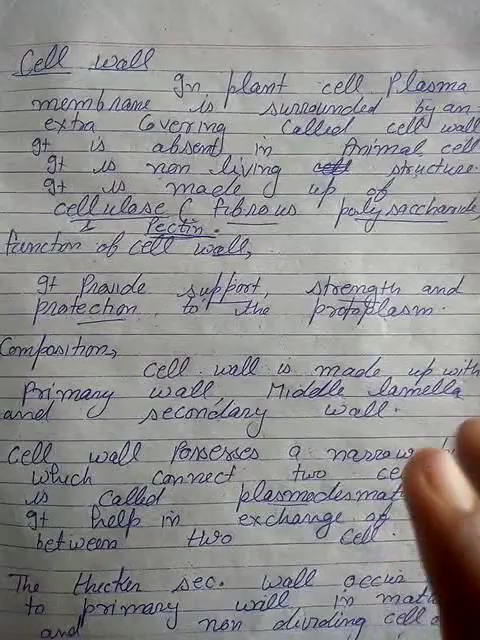 Cell wall
In plant cell Plasma
membrane is surrounded by an
extra Covering Called cell wall
It is absent in Animal cell
It is non living structure.
It is made up of
cellulase ( fibrous polysaccharide)
& Pectin.
function of cell wall,
It Provide support, strength and
protection to the protoplasm.
Composition,
Cell wall is made up with
Primary wall, Middle lamella
and secondary wall.
Cell wall Possesses a narrow
which connect two
is called plasmodesmat
It help in exchange of
between two cell.
The thicker sec. wall occur
to primary wall in
and non dividing cell